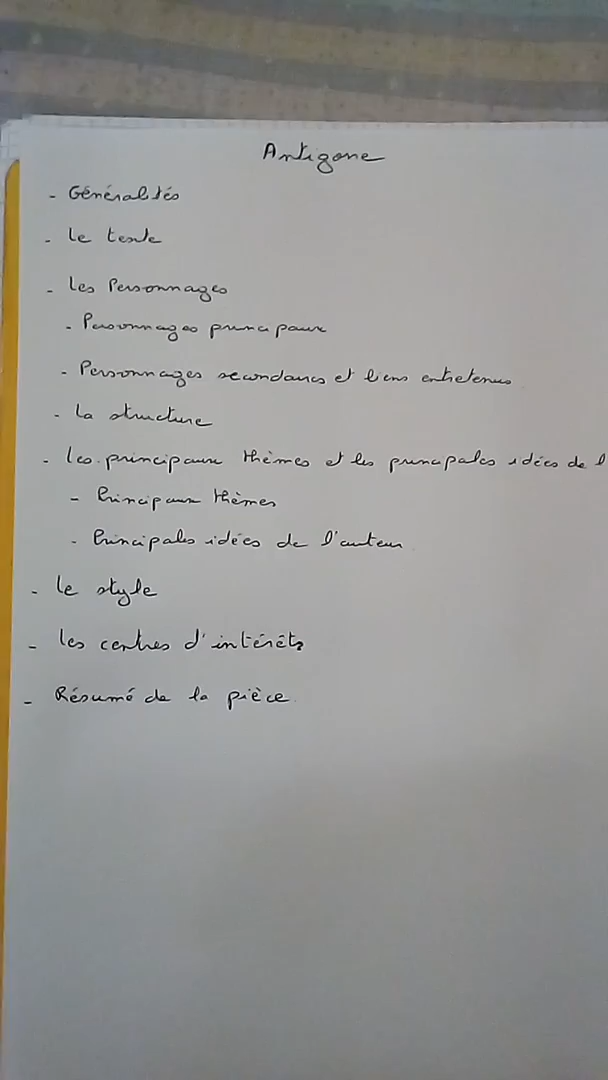 Antigone
- Généralités
- Le texte
- Les Personnages
- Personnages principaux
- Personnages secondaires et liens entretenus
- La structure
- Les principaux thèmes et les principales idées de l'
- Principaux thèmes
- Principales idées de l'auteur
- Le style
- Les centres d'intérêts
- Résumé de la pièce.